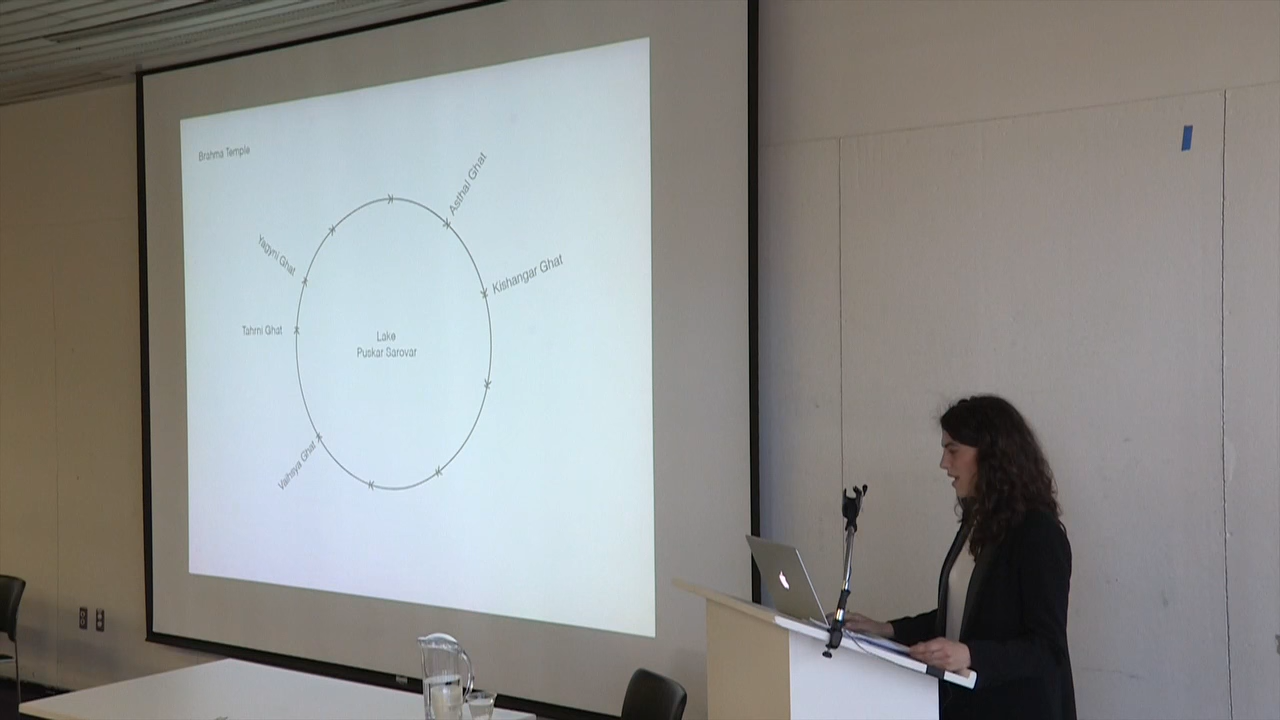 Brahma Temple
Asthal Ghat
Yagyni Ghat
Kishangar Ghat
Tahrni Ghat
Lake
Puskar Sarovar
Vaihsya Ghat